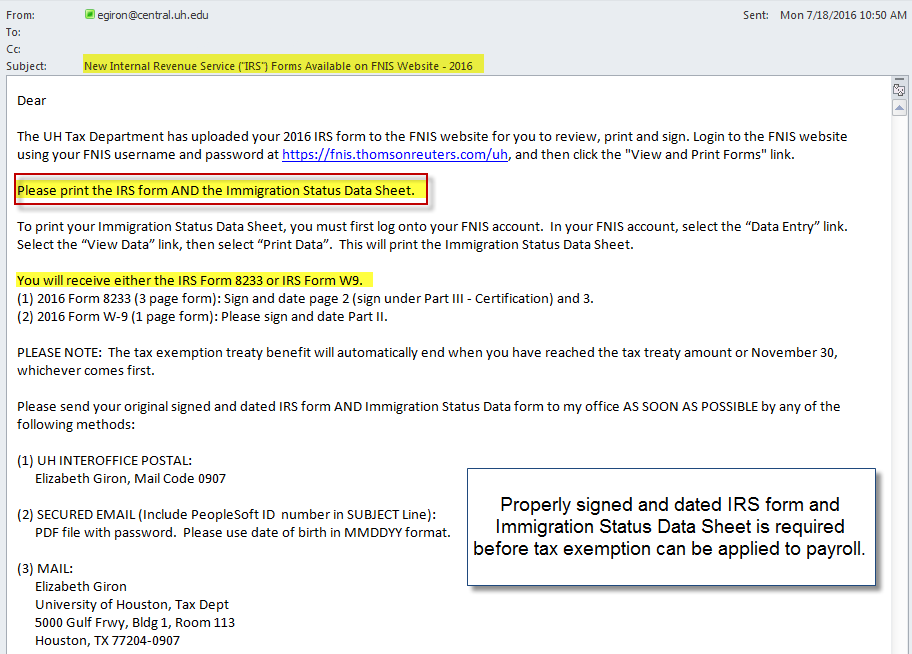 From: egiron@central.uh.edu Sent: Mon 7/18/2016 10:50 AM
To:
Cc:
Subject: New Internal Revenue Service ("IRS") Forms Available on FNIS Website - 2016
Dear
The UH Tax Department has uploaded your 2016 IRS form to the FNIS website for you to review, print and sign. Login to the FNIS website
using your FNIS username and password at https://fnis.thomsonreuters.com/uh, and then click the "View and Print Forms" link.
Please print the IRS form AND the Immigration Status Data Sheet.
To print your Immigration Status Data Sheet, you must first log onto your FNIS account. In your FNIS account, select the “Data Entry” link.
Select the “View Data” link, then select “Print Data”. This will print the Immigration Status Data Sheet.
You will receive either the IRS Form 8233 or IRS Form W9.
(1) 2016 Form 8233 (3 page form): Sign and date page 2 (sign under Part III - Certification) and 3.
(2) 2016 Form W-9 (1 page form): Please sign and date Part II.
PLEASE NOTE: The tax exemption treaty benefit will automatically end when you have reached the tax treaty amount or November 30,
whichever comes first.
Please send your original signed and dated IRS form AND Immigration Status Data form to my office AS SOON AS POSSIBLE by any of the
following methods:
(1) UH INTEROFFICE POSTAL:
Elizabeth Giron, Mail Code 0907
(2) SECURED EMAIL (Include PeopleSoft ID number in SUBJECT Line):
PDF file with password. Please use date of birth in MMDDYY format.
(3) MAIL:
Elizabeth Giron
University of Houston, Tax Dept
5000 Gulf Frwy, Bldg 1, Room 113
Houston, TX 77204-0907
Properly signed and dated IRS form and
Immigration Status Data Sheet is required
before tax exemption can be applied to payroll.